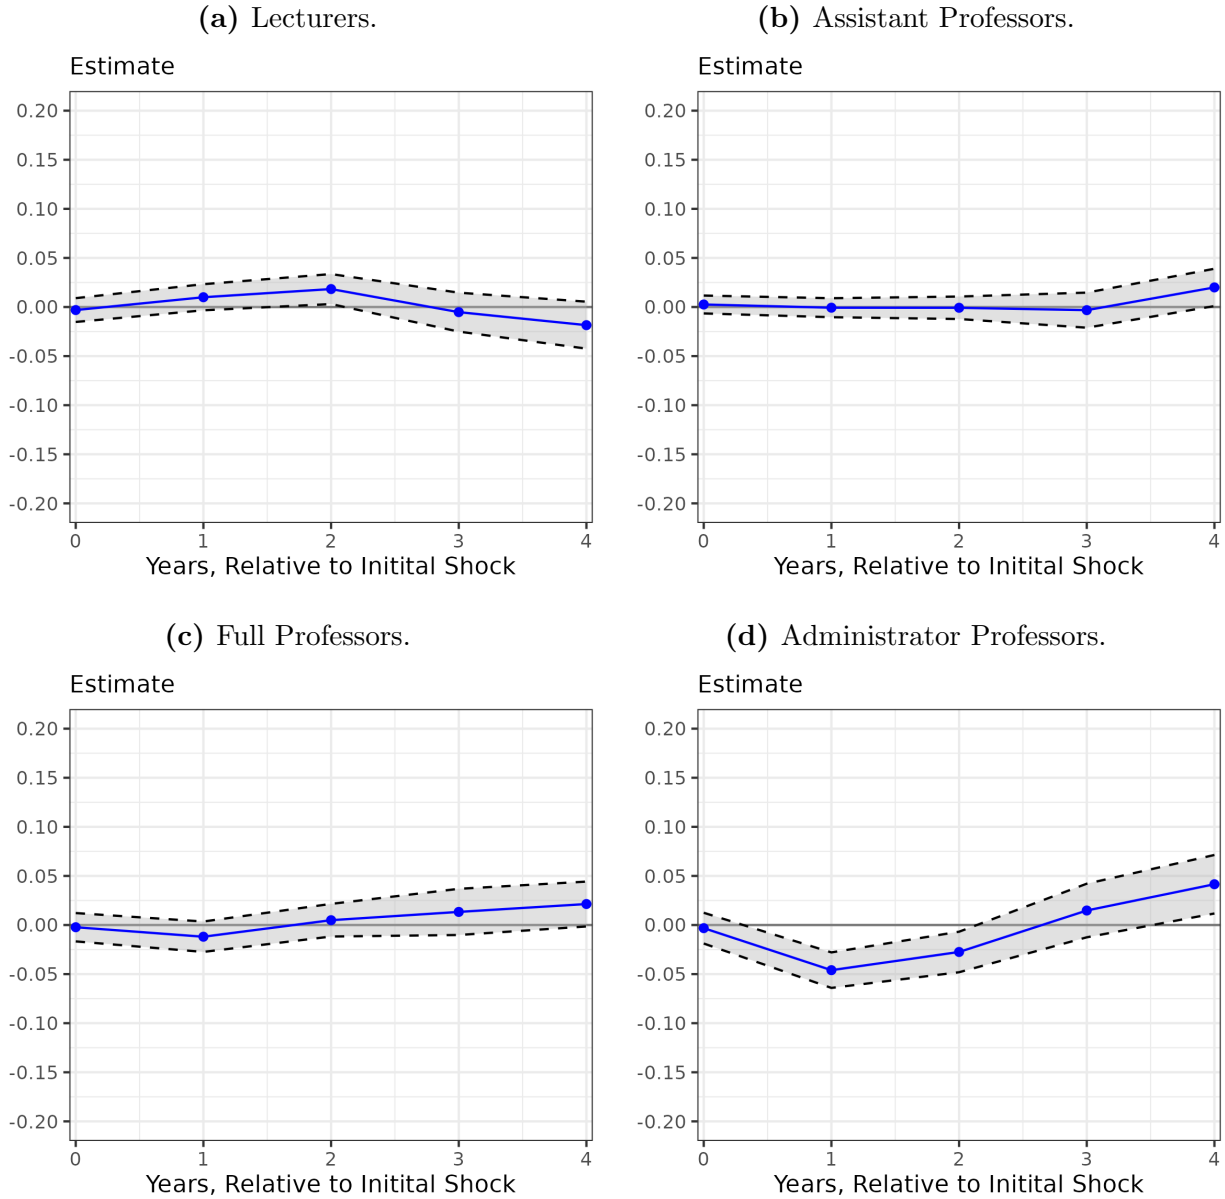 (a) Lecturers.
Estimate
0.20
0.15
0.10
0.05
0.00
-0.05
-0.10
-0.15
-0.20
0 1 2 3 4
Years, Relative to Initital Shock
(b) Assistant Professors.
Estimate
0.20
0.15
0.10
0.05
0.00
-0.05
-0.10
-0.15
-0.20
0 1 2 3 4
Years, Relative to Initital Shock
(c) Full Professors.
Estimate
0.20
0.15
0.10
0.05
0.00
-0.05
-0.10
-0.15
-0.20
0 1 2 3 4
Years, Relative to Initital Shock
(d) Administrator Professors.
Estimate
0.20
0.15
0.10
0.05
0.00
-0.05
-0.10
-0.15
-0.20
0 1 2 3 4
Years, Relative to Initital Shock